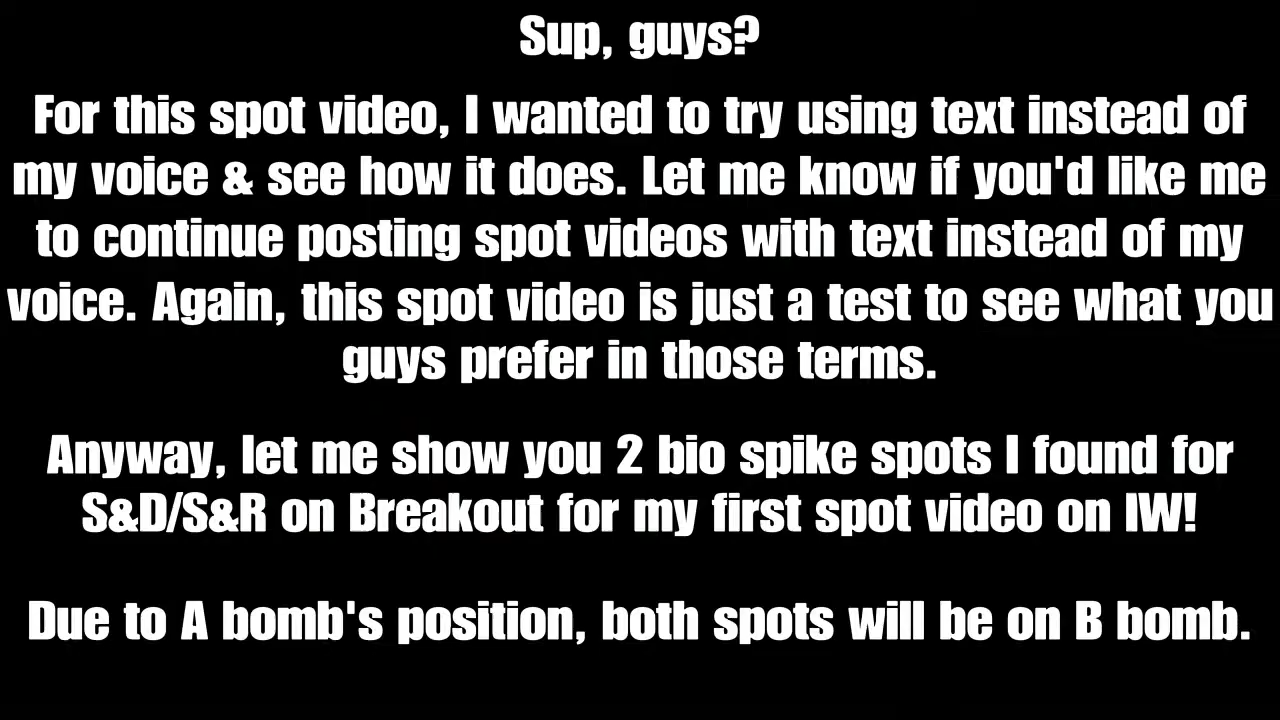 Sup, guys?
For this spot video, I wanted to try using text instead of
my voice & see how it does. Let me know if you'd like me
to continue posting spot videos with text instead of my
voice. Again, this spot video is just a test to see what you
guys prefer in those terms.
Anyway, let me show you 2 bio spike spots I found for
S&D/S&R on Breakout for my first spot video on IW!
Due to A bomb's position, both spots will be on B bomb.